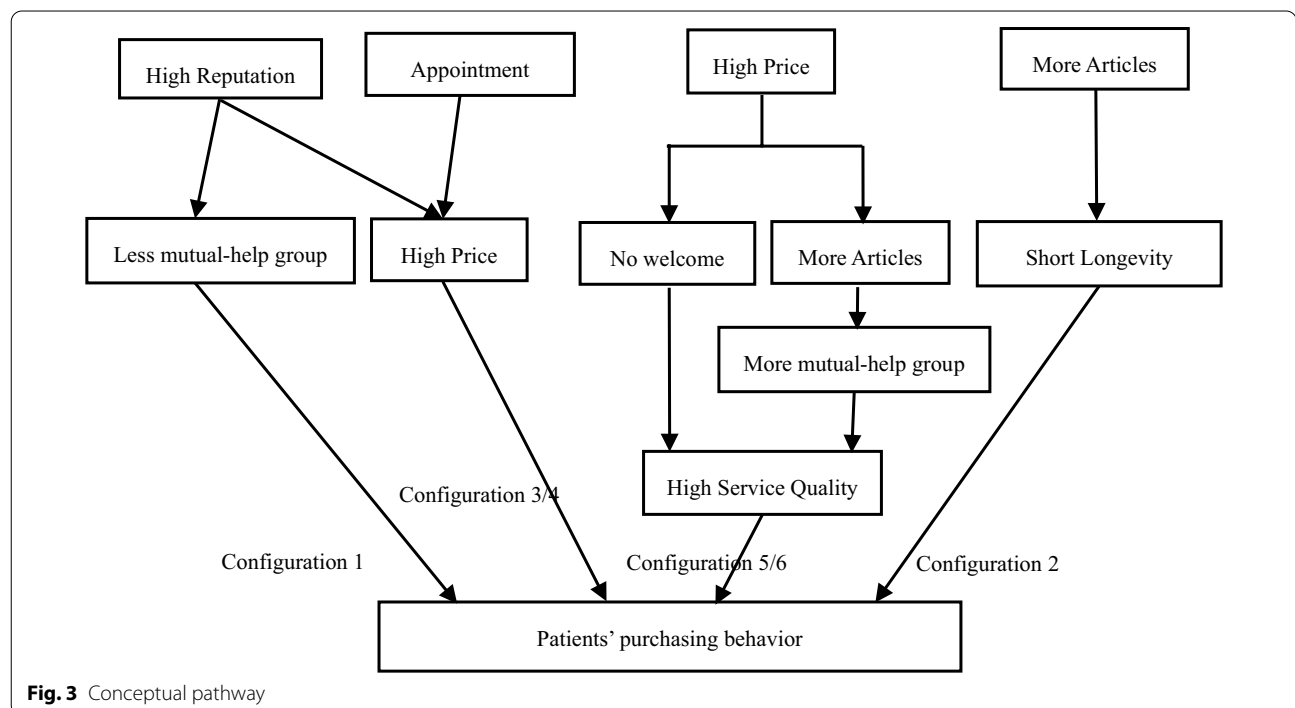 High Reputation
Appointment
High Price
More Articles
Less mutual-help group
High Price
No welcome
More Articles
Short Longevity
More mutual-help group
High Service Quality
Configuration 3/4
Configuration 1
Configuration 5/6
Configuration 2
Patients’ purchasing behavior
Fig. 3 Conceptual pathway